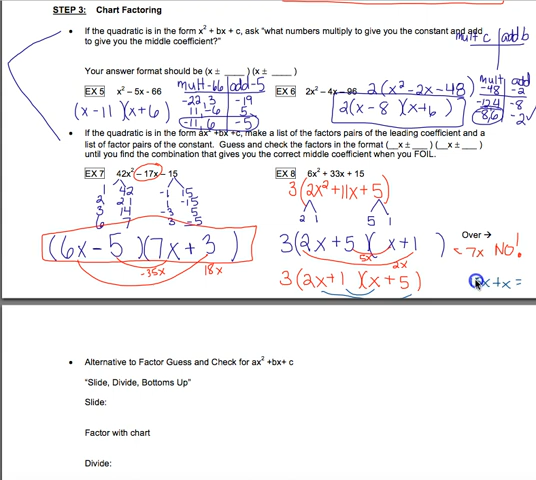 STEP 3: Chart Factoring
• If the quadratic is in the form x² + bx + c, ask "what numbers multiply to give you the constant and add
to give you the middle coefficient?"
mult c | add b
Your answer format should be (x ± ____ )(x ± ____ )
EX 5 x² – 5x - 66
mult -66 | add -5
-22, 3 | -19
11, -6 | 5
-11, 6 | -5
(x - 11)(x + 6)
EX 6 2x² – 4x – 96
2(x² - 2x - 48)
mult -48 | add -2
-12 4 | -8
-8 6 | -2 ✓
2(x - 8)(x + 6)
• If the quadratic is in the form ax² +bx +c, make a list of the factors pairs of the leading coefficient and a
list of factor pairs of the constant. Guess and check the factors in the format (__x ± ____ )(__x ± ____ )
until you find the combination that gives you the correct middle coefficient when you FOIL.
EX 7 42x² – 17x – 15
1 42
2 21
3 14
6 7
-1 15
1 -15
-3 5
3 -5
(6x - 5)(7x + 3)
-35x 18x
EX 8 6x² + 33x + 15
3(2x² + 11x + 5)
2 1 5 1
Over →
3(2x + 5)(x + 1)
5x 2x
7x NO!
3(2x + 1)(x + 5)
x + x =
• Alternative to Factor Guess and Check for ax² +bx+ c
"Slide, Divide, Bottoms Up"
Slide:
Factor with chart
Divide: